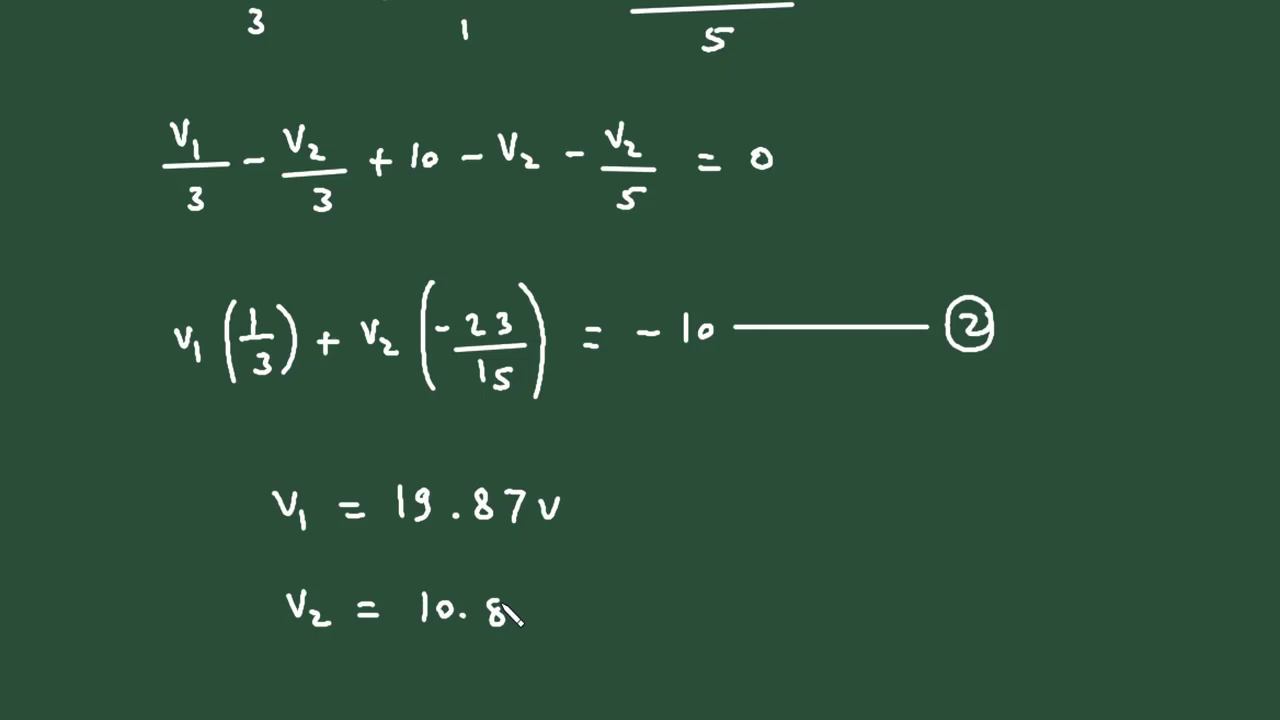 3 1 5
V₁/3 - V₂/3 + 10 - V₂ - V₂/5 = 0
V₁ (1/3) + V₂ (-23/15) = -10 ——— ②
V₁ = 19.87 V
V₂ = 10.8